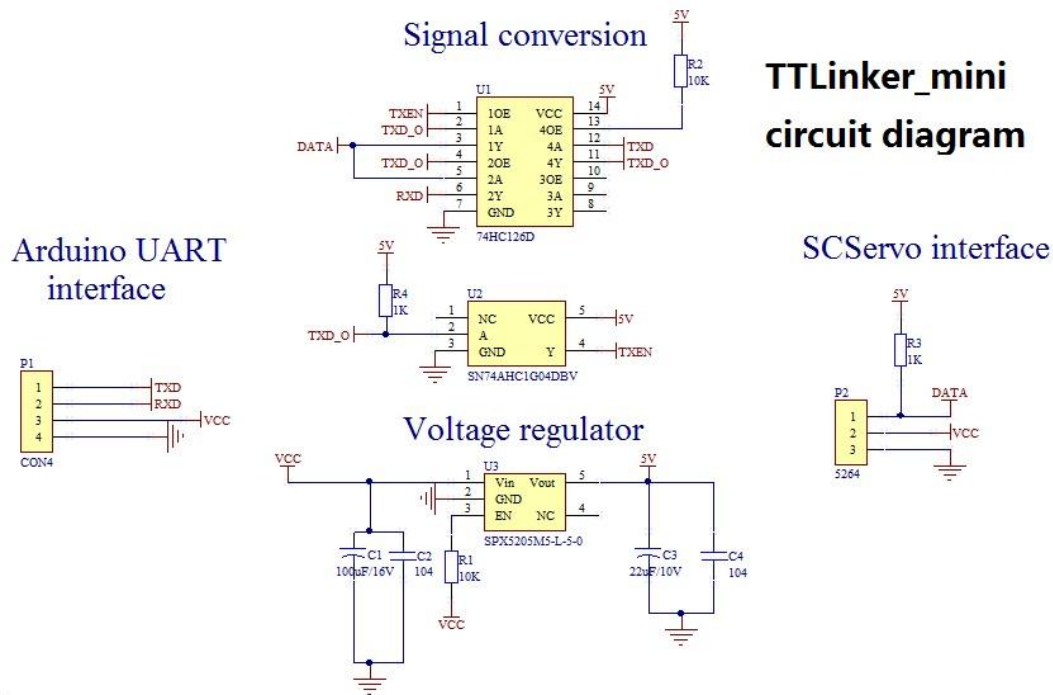 Signal conversion
TTLinker_mini
circuit diagram
5V
R2
10K
U1
5V
TXEN 1 1OE VCC 14
TXD_O 2 1A 4OE 13
DATA 3 1Y 4A 12 TXD
TXD_O 4 2OE 4Y 11 TXD_O
5 2A 3OE 10
RXD 6 2Y 3A 9
7 GND 3Y 8
74HC126D
Arduino UART
interface
P1
1 TXD
2 RXD
3 VCC
4
CON4
5V
R4
1K
U2
1 NC VCC 5 5V
TXD_O 2 A
3 GND Y 4 TXEN
SN74AHC1G04DBV
SCServo interface
5V
R3
1K
P2
1 DATA
2 VCC
3
5264
Voltage regulator
VCC
U3
5V
1 Vin Vout 5
2 GND
3 EN NC 4
SPX5205M5-L-5-0
C1
100uF/16V
C2
104
R1
10K
VCC
C3
22uF/10V
C4
104